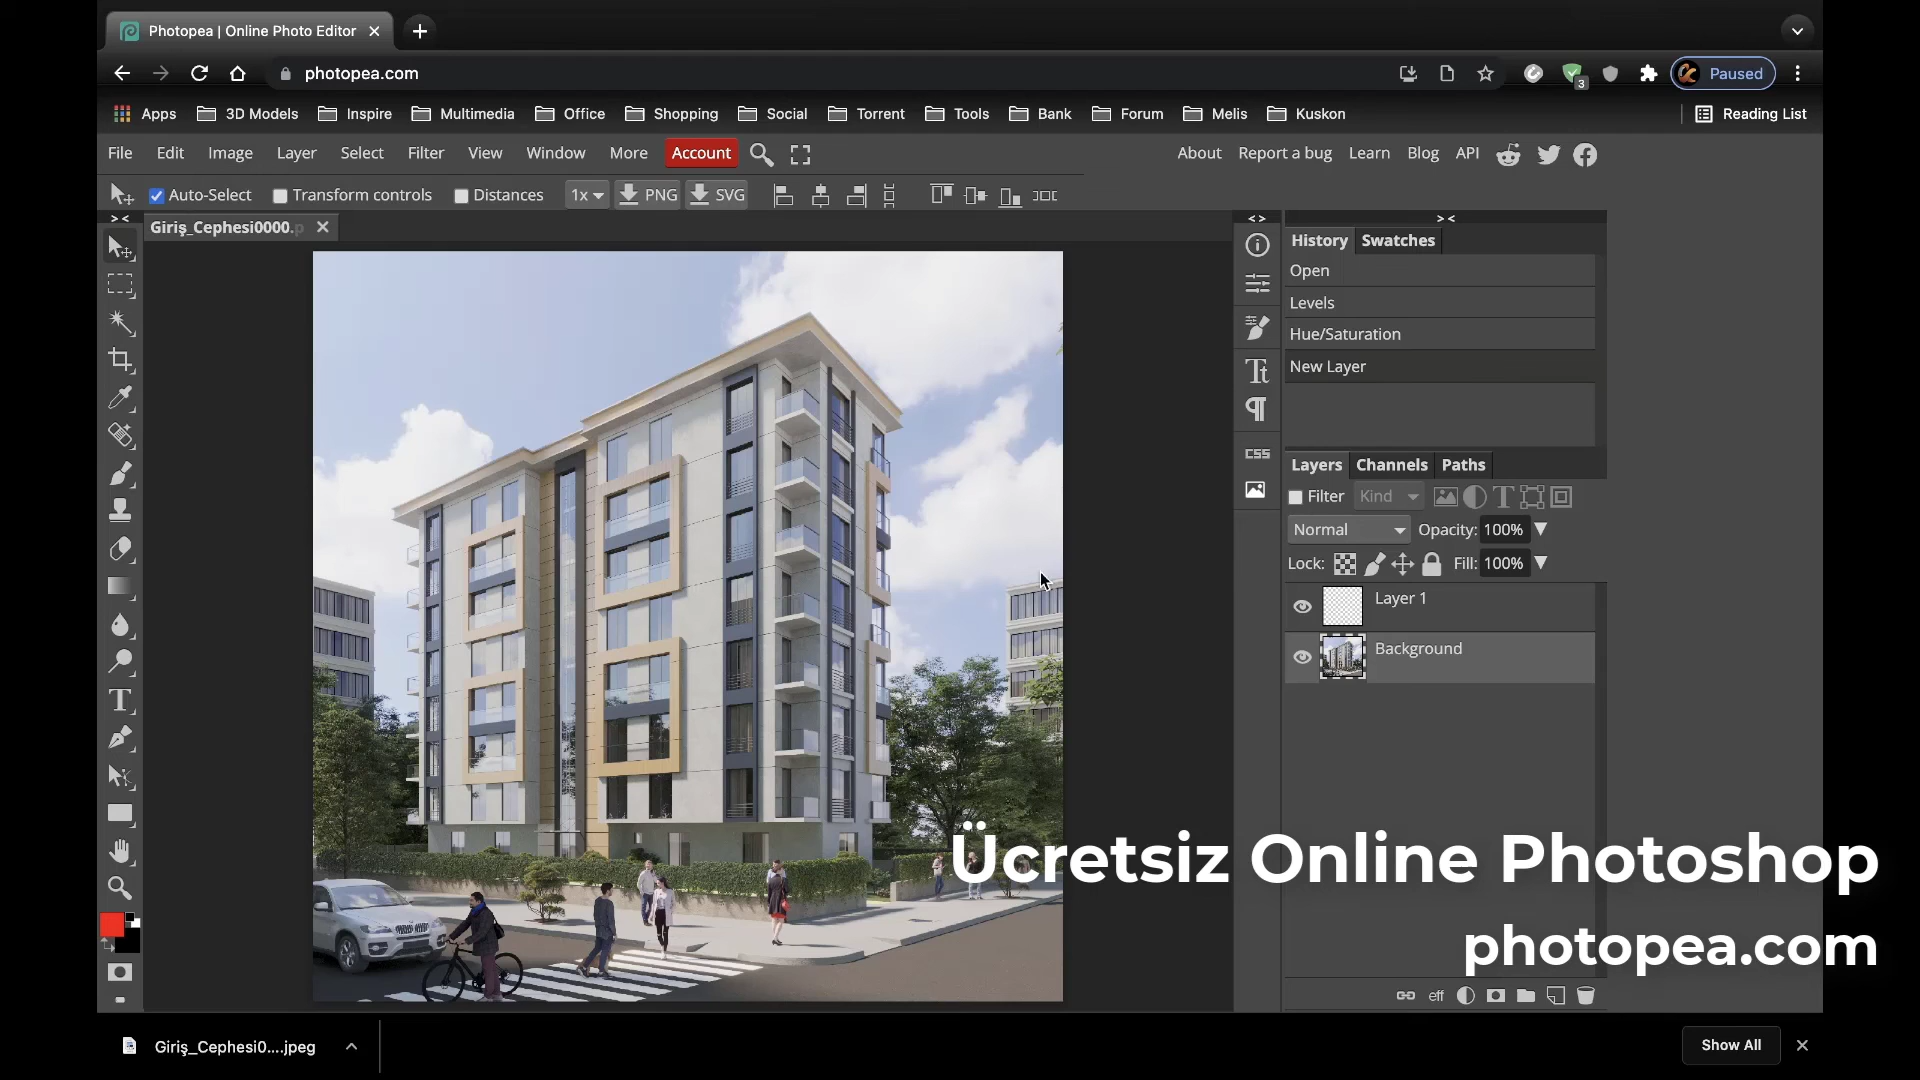 Photopea | Online Photo Editor
photopea.com
3
Paused
Apps 3D Models Inspire Multimedia Office Shopping Social Torrent Tools Bank Forum Melis Kuskon Reading List
File Edit Image Layer Select Filter View Window More Account About Report a bug Learn Blog API
Auto-Select Transform controls Distances 1x PNG SVG
> < < > > <
Giriş_Cephesi0000.p
History Swatches
Open
Levels
Hue/Saturation
New Layer
CSS
Layers Channels Paths
Filter Kind
Normal Opacity: 100%
Lock: Fill: 100%
Layer 1
Background
Ücretsiz Online Photoshop
photopea.com
eff
Giriş_Cephesi0....jpeg
Show All